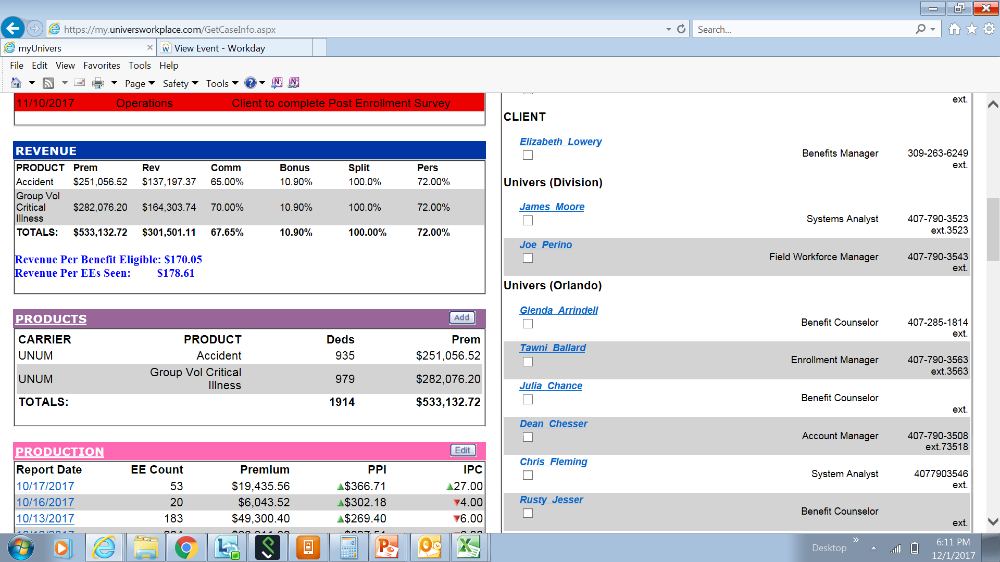 https://my.universworkplace.com/GetCaseInfo.aspx
Search...
myUnivers
View Event - Workday
File Edit View Favorites Tools Help
Page Safety Tools
11/10/2017 Operations Client to complete Post Enrollment Survey
REVENUE
PRODUCT Prem Rev Comm Bonus Split Pers
Accident $251,056.52 $137,197.37 65.00% 10.90% 100.0% 72.00%
Group Vol
Critical $282,076.20 $164,303.74 70.00% 10.90% 100.0% 72.00%
Illness
TOTALS: $533,132.72 $301,501.11 67.65% 10.90% 100.00% 72.00%
Revenue Per Benefit Eligible: $170.05
Revenue Per EEs Seen: $178.61
PRODUCTS Add
CARRIER PRODUCT Deds Prem
UNUM Accident 935 $251,056.52
Group Vol Critical
UNUM 979 $282,076.20
Illness
TOTALS: 1914 $533,132.72
PRODUCTION Edit
Report Date EE Count Premium PPI IPC
10/17/2017 53 $19,435.56 $366.71 27.00
10/16/2017 20 $6,043.52 $302.18 4.00
10/13/2017 183 $49,300.40 $269.40 6.00
ext.
CLIENT
Elizabeth Lowery
Benefits Manager 309-263-6249
ext.
Univers (Division)
James Moore
Systems Analyst 407-790-3523
ext.3523
Joe Perino
Field Workforce Manager 407-790-3543
ext.
Univers (Orlando)
Glenda Arrindell
Benefit Counselor 407-285-1814
ext.
Tawni Ballard
Enrollment Manager 407-790-3563
ext.3563
Julia Chance
Benefit Counselor
ext.
Dean Chesser
Account Manager 407-790-3508
ext.73518
Chris Fleming
System Analyst 4077903546
ext.
Rusty Jesser
Benefit Counselor
ext.
Desktop
6:11 PM
12/1/2017